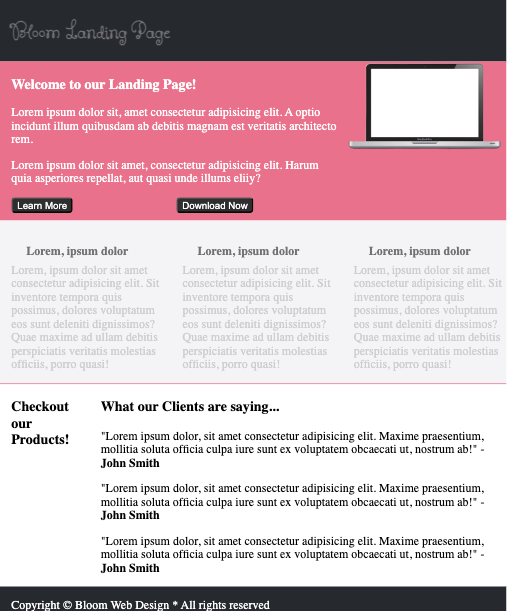 Bloom Landing Page
Welcome to our Landing Page!
Lorem ipsum dolor sit, amet consectetur adipisicing elit. A optio
incidunt illum quibusdam ab debitis magnam est veritatis architecto
rem.
Lorem ipsum dolor sit amet, consectetur adipisicing elit. Harum
quia asperiores repellat, aut quasi unde illums eliiy?
Learn More
Download Now
Lorem, ipsum dolor
Lorem, ipsum dolor sit amet
consectetur adipisicing elit. Sit
inventore tempora quis
possimus, dolores voluptatum
eos sunt deleniti dignissimos?
Quae maxime ad ullam debitis
perspiciatis veritatis molestias
officiis, porro quasi!
Lorem, ipsum dolor
Lorem, ipsum dolor sit amet
consectetur adipisicing elit. Sit
inventore tempora quis
possimus, dolores voluptatum
eos sunt deleniti dignissimos?
Quae maxime ad ullam debitis
perspiciatis veritatis molestias
officiis, porro quasi!
Lorem, ipsum dolor
Lorem, ipsum dolor sit amet
consectetur adipisicing elit. Sit
inventore tempora quis
possimus, dolores voluptatum
eos sunt deleniti dignissimos?
Quae maxime ad ullam debitis
perspiciatis veritatis molestias
officiis, porro quasi!
Checkout
our
Products!
What our Clients are saying...
"Lorem ipsum dolor, sit amet consectetur adipisicing elit. Maxime praesentium,
mollitia soluta officia culpa iure sunt ex voluptatem obcaecati ut, nostrum ab!" -
John Smith
"Lorem ipsum dolor, sit amet consectetur adipisicing elit. Maxime praesentium,
mollitia soluta officia culpa iure sunt ex voluptatem obcaecati ut, nostrum ab!" -
John Smith
"Lorem ipsum dolor, sit amet consectetur adipisicing elit. Maxime praesentium,
mollitia soluta officia culpa iure sunt ex voluptatem obcaecati ut, nostrum ab!" -
John Smith
Copyright © Bloom Web Design * All rights reserved